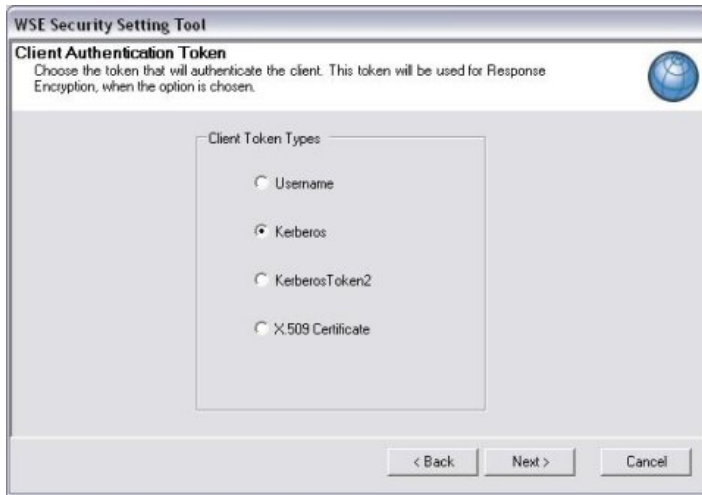 WSE Security Setting Tool
Client Authentication Token
Choose the token that will authenticate the client. This token will be used for Response
Encryption, when the option is chosen.
Client Token Types
Username
Kerberos
KerberosToken2
X.509 Certificate
< Back
Next >
Cancel